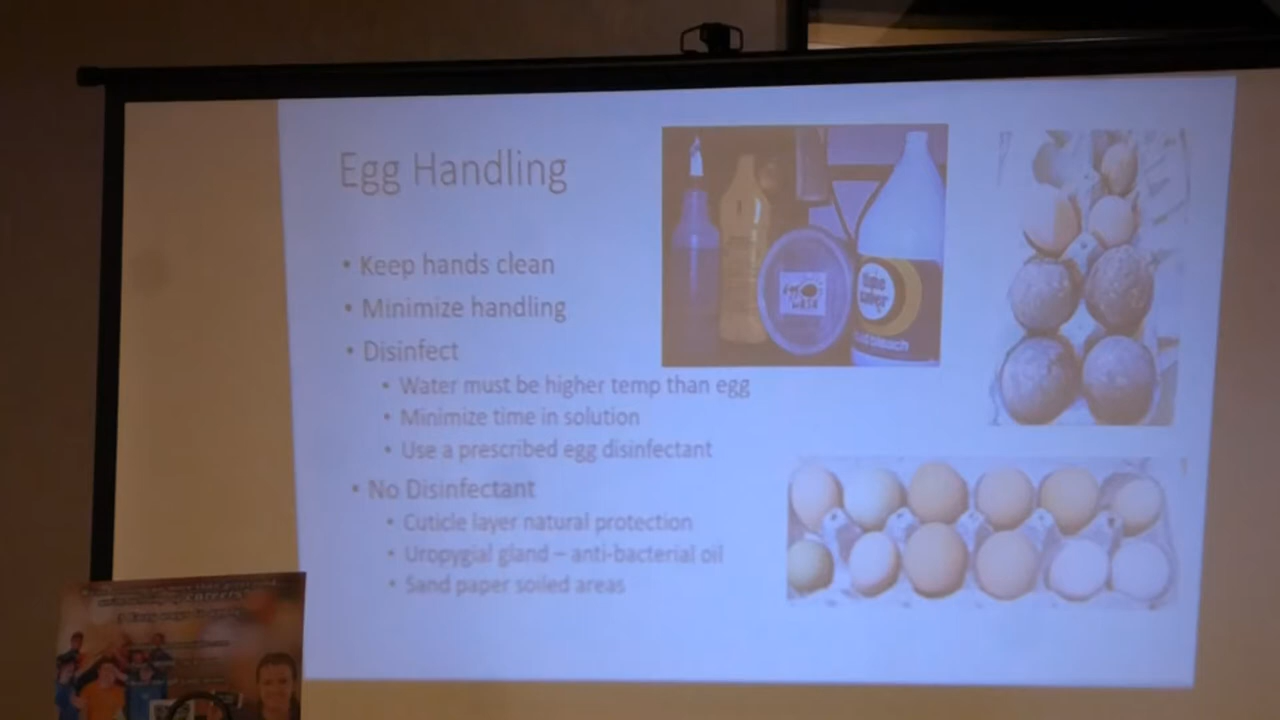 Egg Handling
• Keep hands clean
• Minimize handling
• Disinfect
• Water must be higher temp than egg
• Minimize time in solution
• Use a prescribed egg disinfectant
• No Disinfectant
• Cuticle layer natural protection
• Uropygial gland – anti-bacterial oil
• Sand paper soiled areas
careers